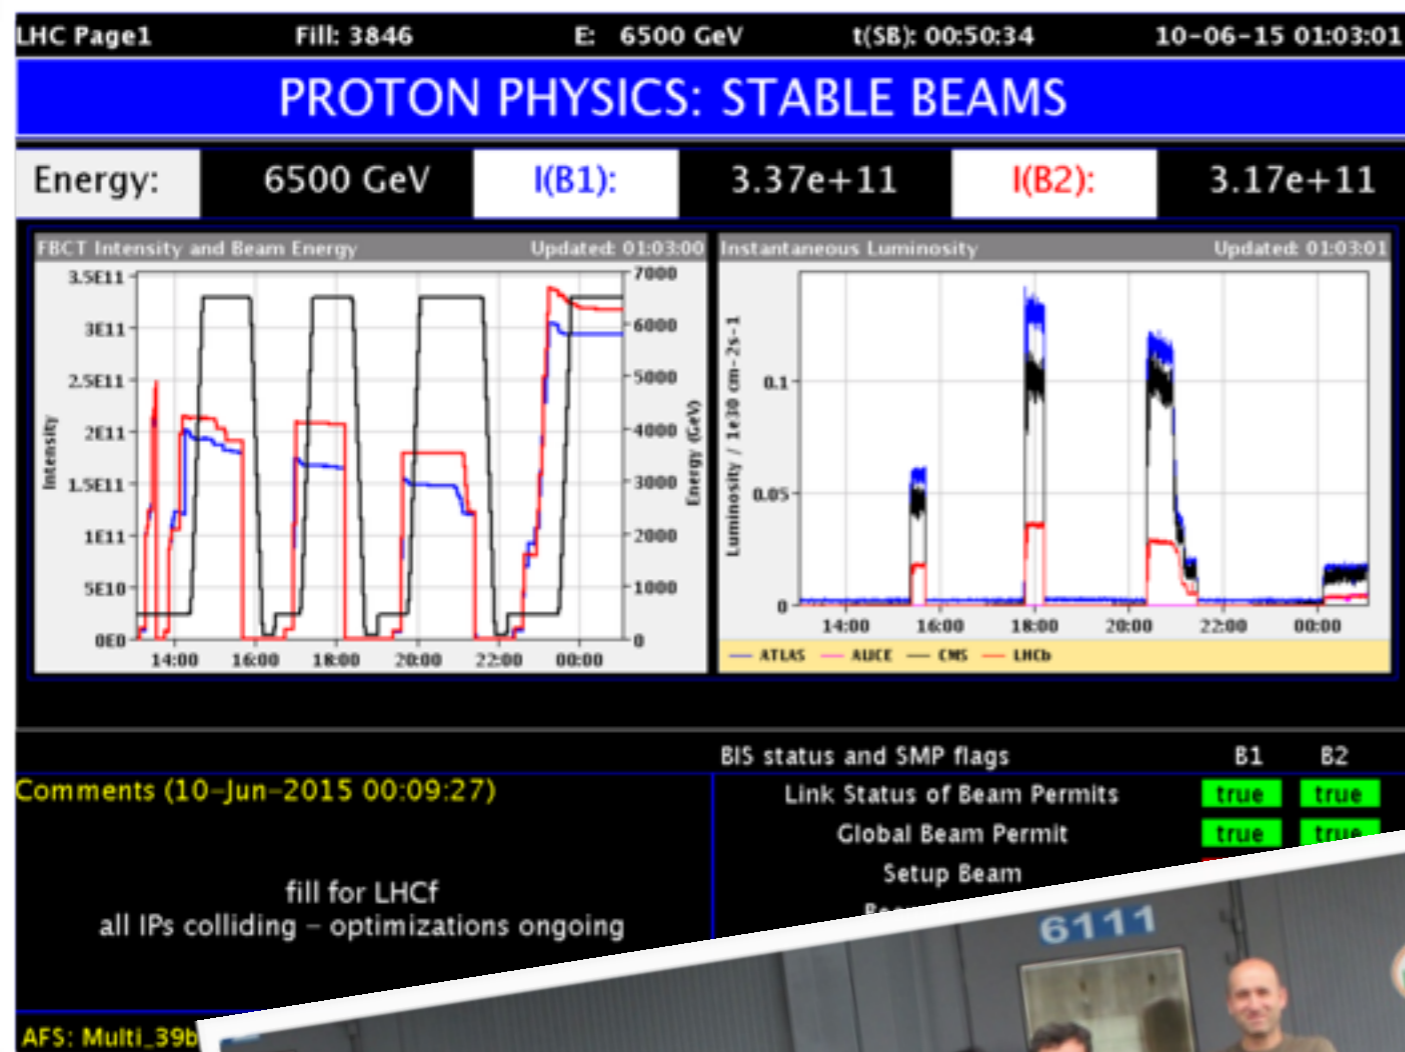 LHC Page1 Fill: 3846 E: 6500 GeV t(SB): 00:50:34 10-06-15 01:03:01
PROTON PHYSICS: STABLE BEAMS
Energy: 6500 GeV I(B1): 3.37e+11 I(B2): 3.17e+11
FBCT Intensity and Beam Energy Updated: 01:03:00
3.5E11 7000
3E11 6000
2.5E11 5000
2E11 4000
1.5E11 3000
1E11 2000
5E10 1000
0E0 0
Intensity
Energy (GeV)
14:00 16:00 18:00 20:00 22:00 00:00
Instantaneous Luminosity Updated: 01:03:01
Luminosity / 1e30 cm-2s-1
0.1
0.05
0
14:00 16:00 18:00 20:00 22:00 00:00
ATLAS ALICE CMS LHCb
BIS status and SMP flags B1 B2
Comments (10-Jun-2015 00:09:27)
fill for LHCf
all IPs colliding - optimizations ongoing
Link Status of Beam Permits true true
Global Beam Permit true true
Setup Beam
AFS: Multi_39b
6111